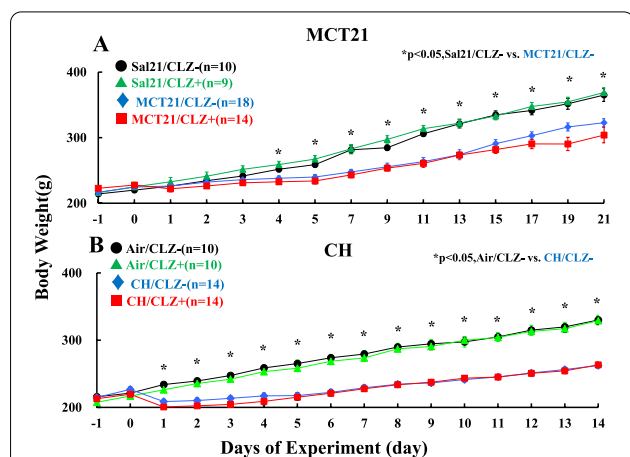 MCT21
A
*p<0.05,Sal21/CLZ- vs. MCT21/CLZ-
400
Sal21/CLZ-(n=10)
Sal21/CLZ+(n=9)
MCT21/CLZ-(n=18)
MCT21/CLZ+(n=14)
* * * * * * * * * *
300
200
-1 0 1 2 3 4 5 7 9 11 13 15 17 19 21
Body Weight(g)
B
CH
Air/CLZ-(n=10)
Air/CLZ+(n=10)
CH/CLZ-(n=14)
CH/CLZ+(n=14)
*p<0.05,Air/CLZ- vs. CH/CLZ-
400
* * * * * * * * * * * * * *
300
200
-1 0 1 2 3 4 5 6 7 8 9 10 11 12 13 14
Days of Experiment (day)